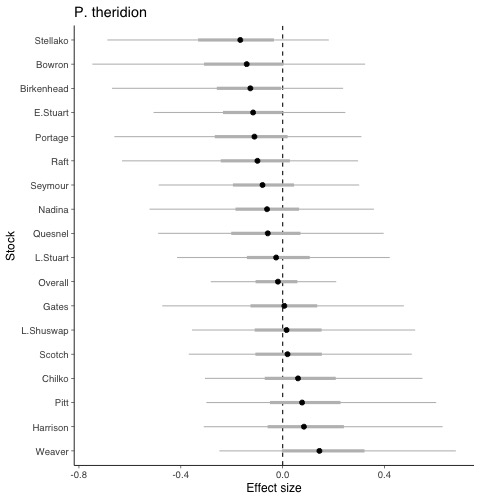 P. theridion
Stellako
Bowron
Birkenhead
E.Stuart
Portage
Raft
Seymour
Nadina
Quesnel
L.Stuart
Overall
Gates
L.Shuswap
Scotch
Chilko
Pitt
Harrison
Weaver
Stock
-0.8 -0.4 0.0 0.4
Effect size